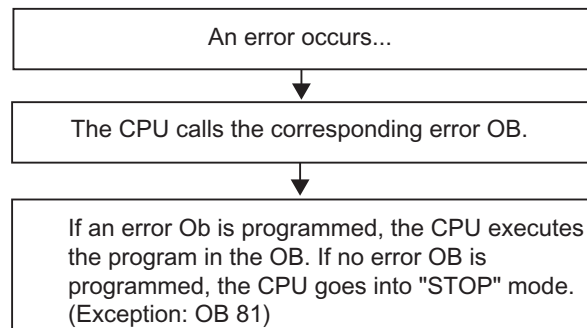 An error occurs...
The CPU calls the corresponding error OB.
If an error Ob is programmed, the CPU executes
the program in the OB. If no error OB is
programmed, the CPU goes into "STOP" mode.
(Exception: OB 81)